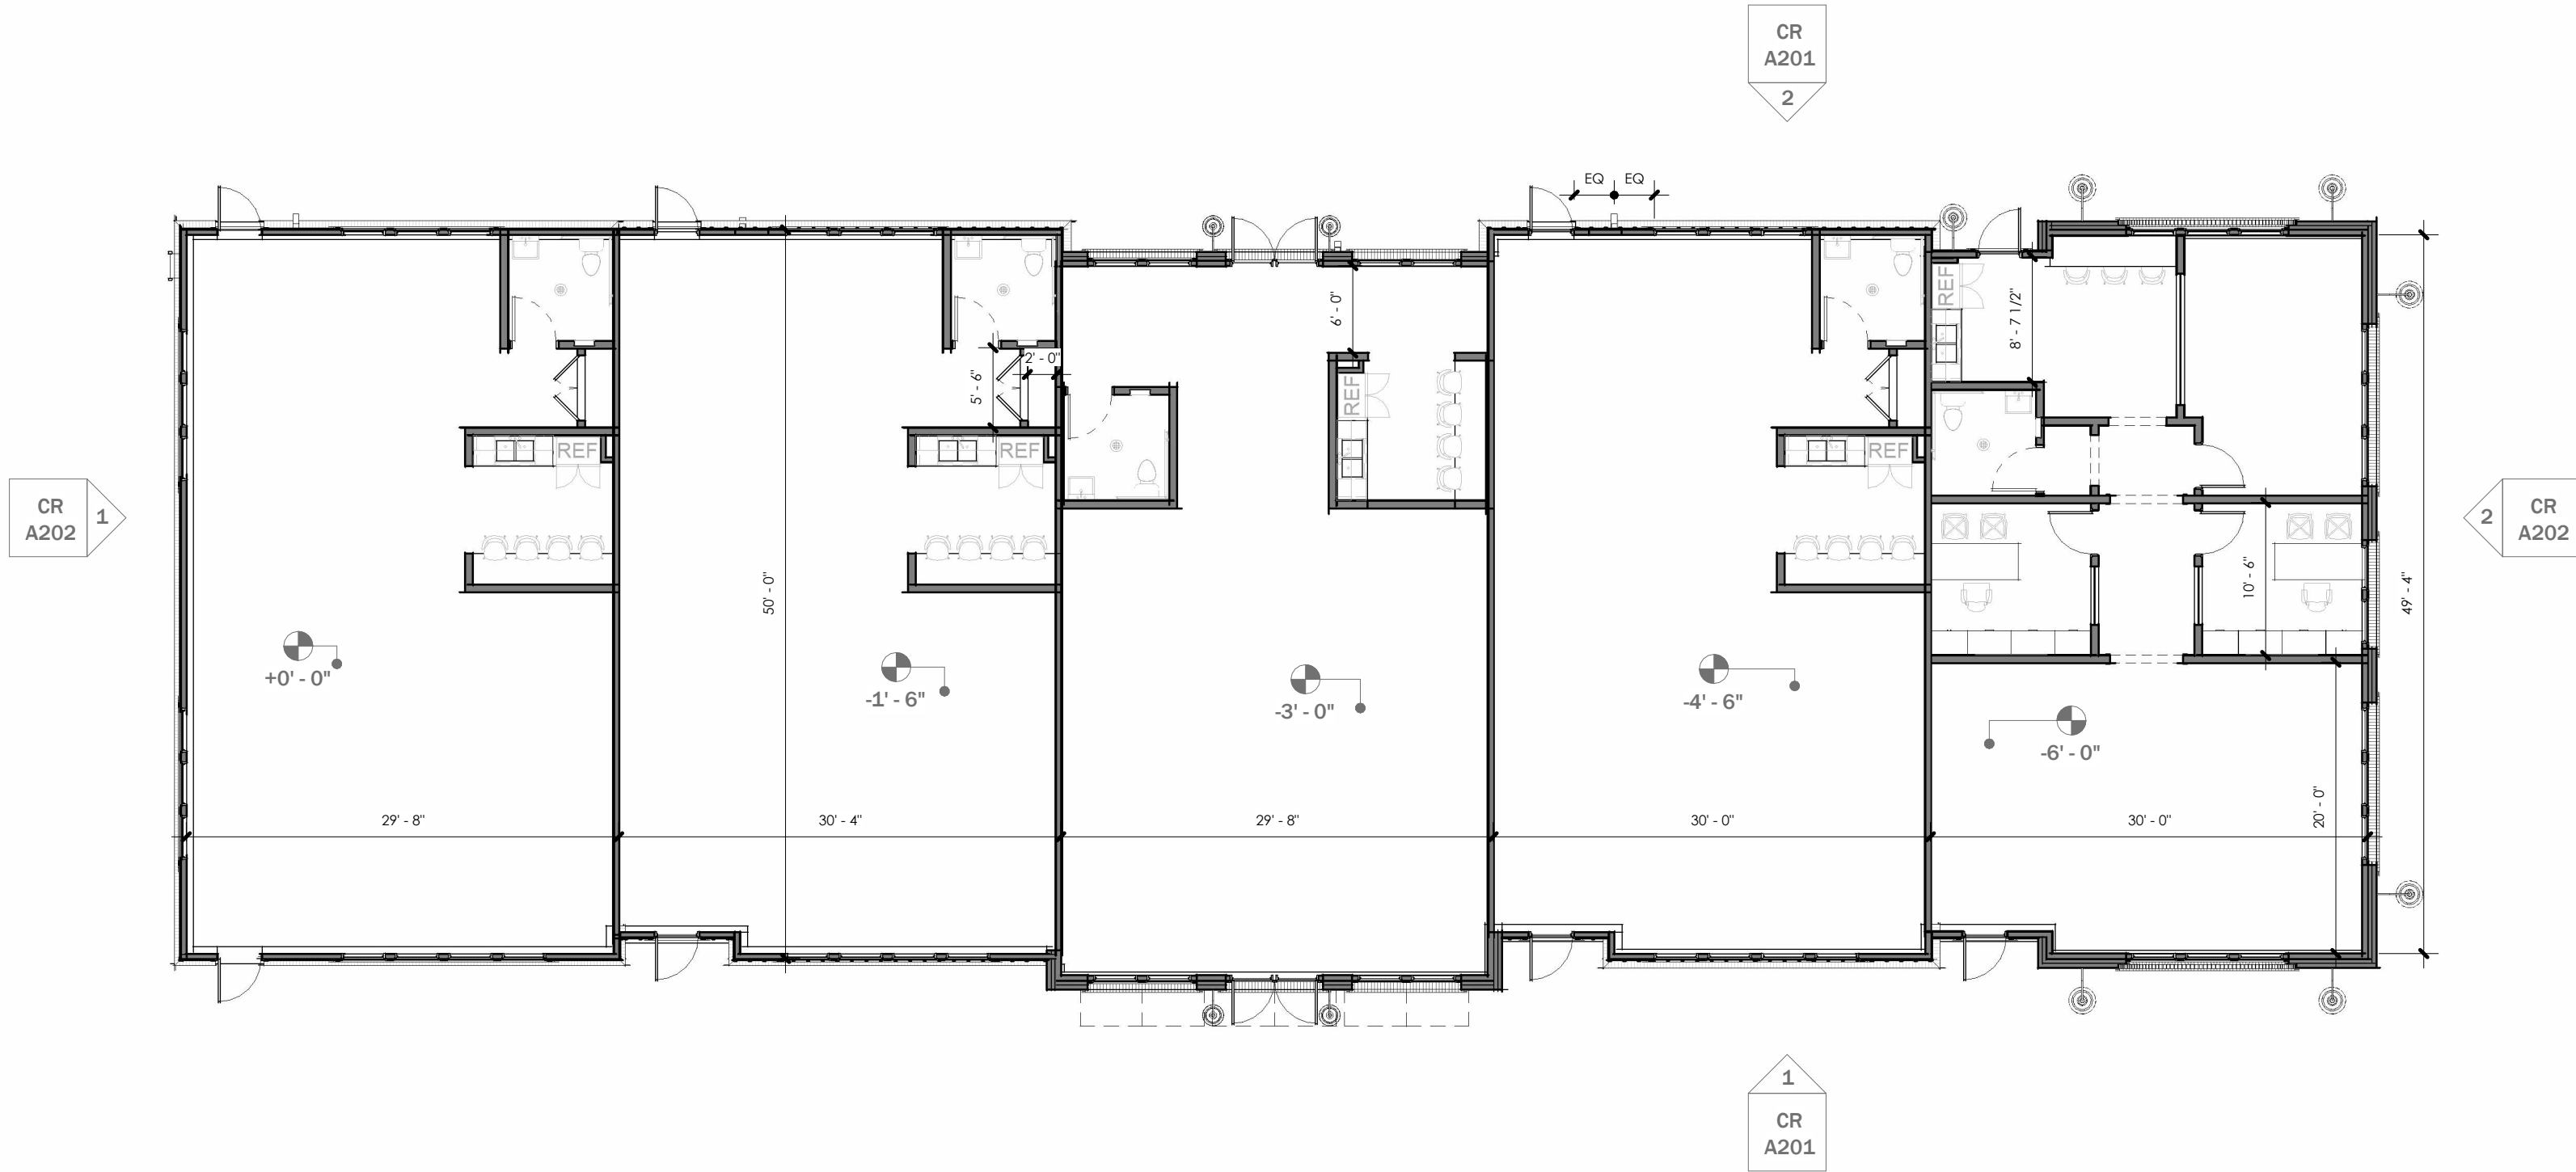 CR
A201
2
EQ EQ
REF
8' - 7 1/2"
6' - 0"
2' - 0"
5' - 6"
REF
REF
REF
REF
CR
A202
1
2
CR
A202
50' - 0"
10' - 6"
49' - 4"
+0' - 0"
-1' - 6"
-3' - 0"
-4' - 6"
-6' - 0"
20' - 0"
29' - 8"
30' - 4"
29' - 8"
30' - 0"
30' - 0"
1
CR
A201